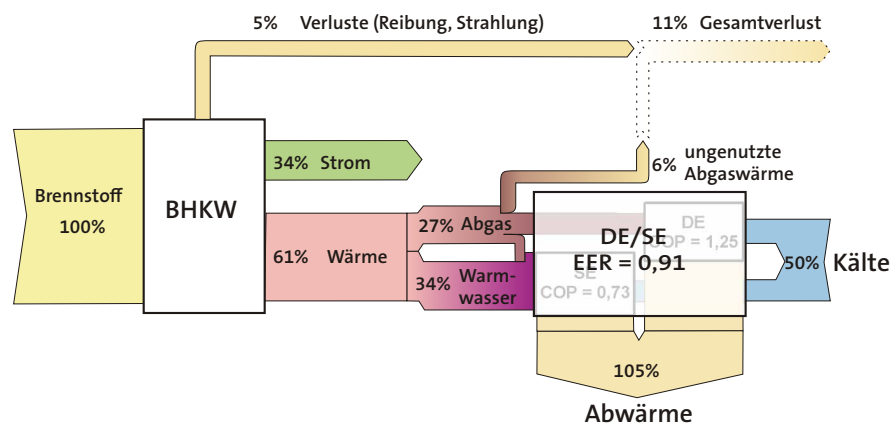 5% Verluste (Reibung, Strahlung)
11% Gesamtverlust
34% Strom
6% ungenutzte
Abgaswärme
Brennstoff
100%
BHKW
27% Abgas
DE
COP = 1,25
DE/SE
EER = 0,91
61% Wärme
50% Kälte
34% Warm-
wasser
SE
COP = 0,73
105%
Abwärme